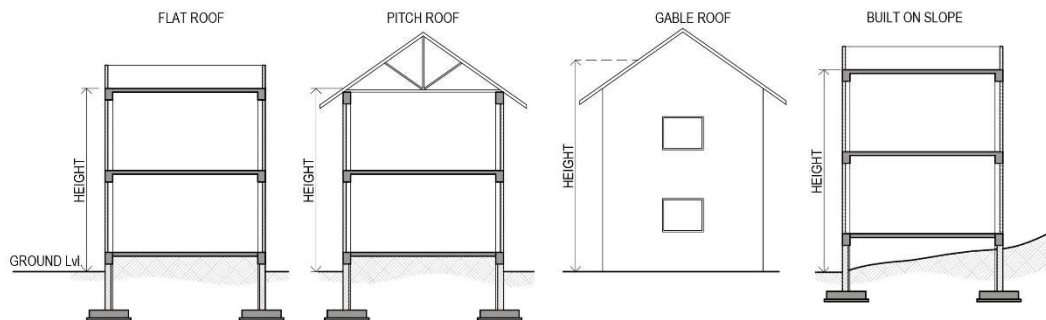 FLAT ROOF
PITCH ROOF
GABLE ROOF
BUILT ON SLOPE
HEIGHT
HEIGHT
HEIGHT
HEIGHT
GROUND Lvl.